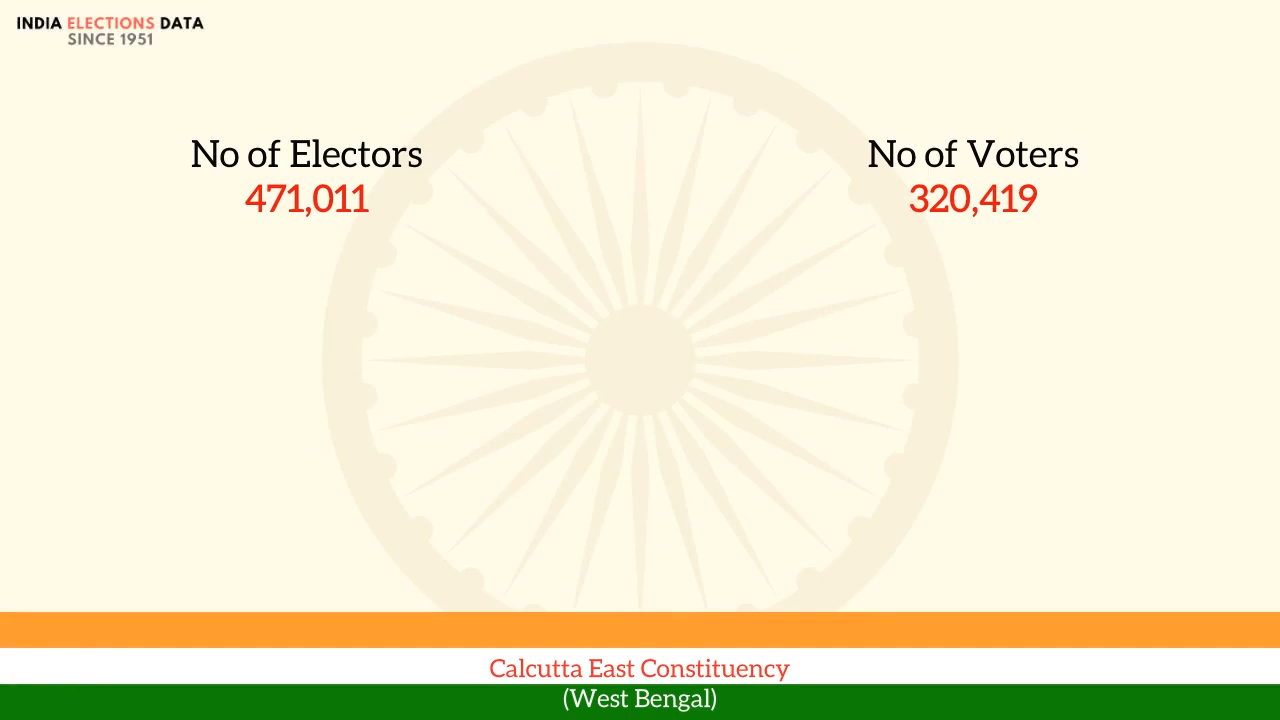 INDIA ELECTIONS DATA
SINCE 1951
No of Electors
471,011
No of Voters
320,419
Calcutta East Constituency
(West Bengal)